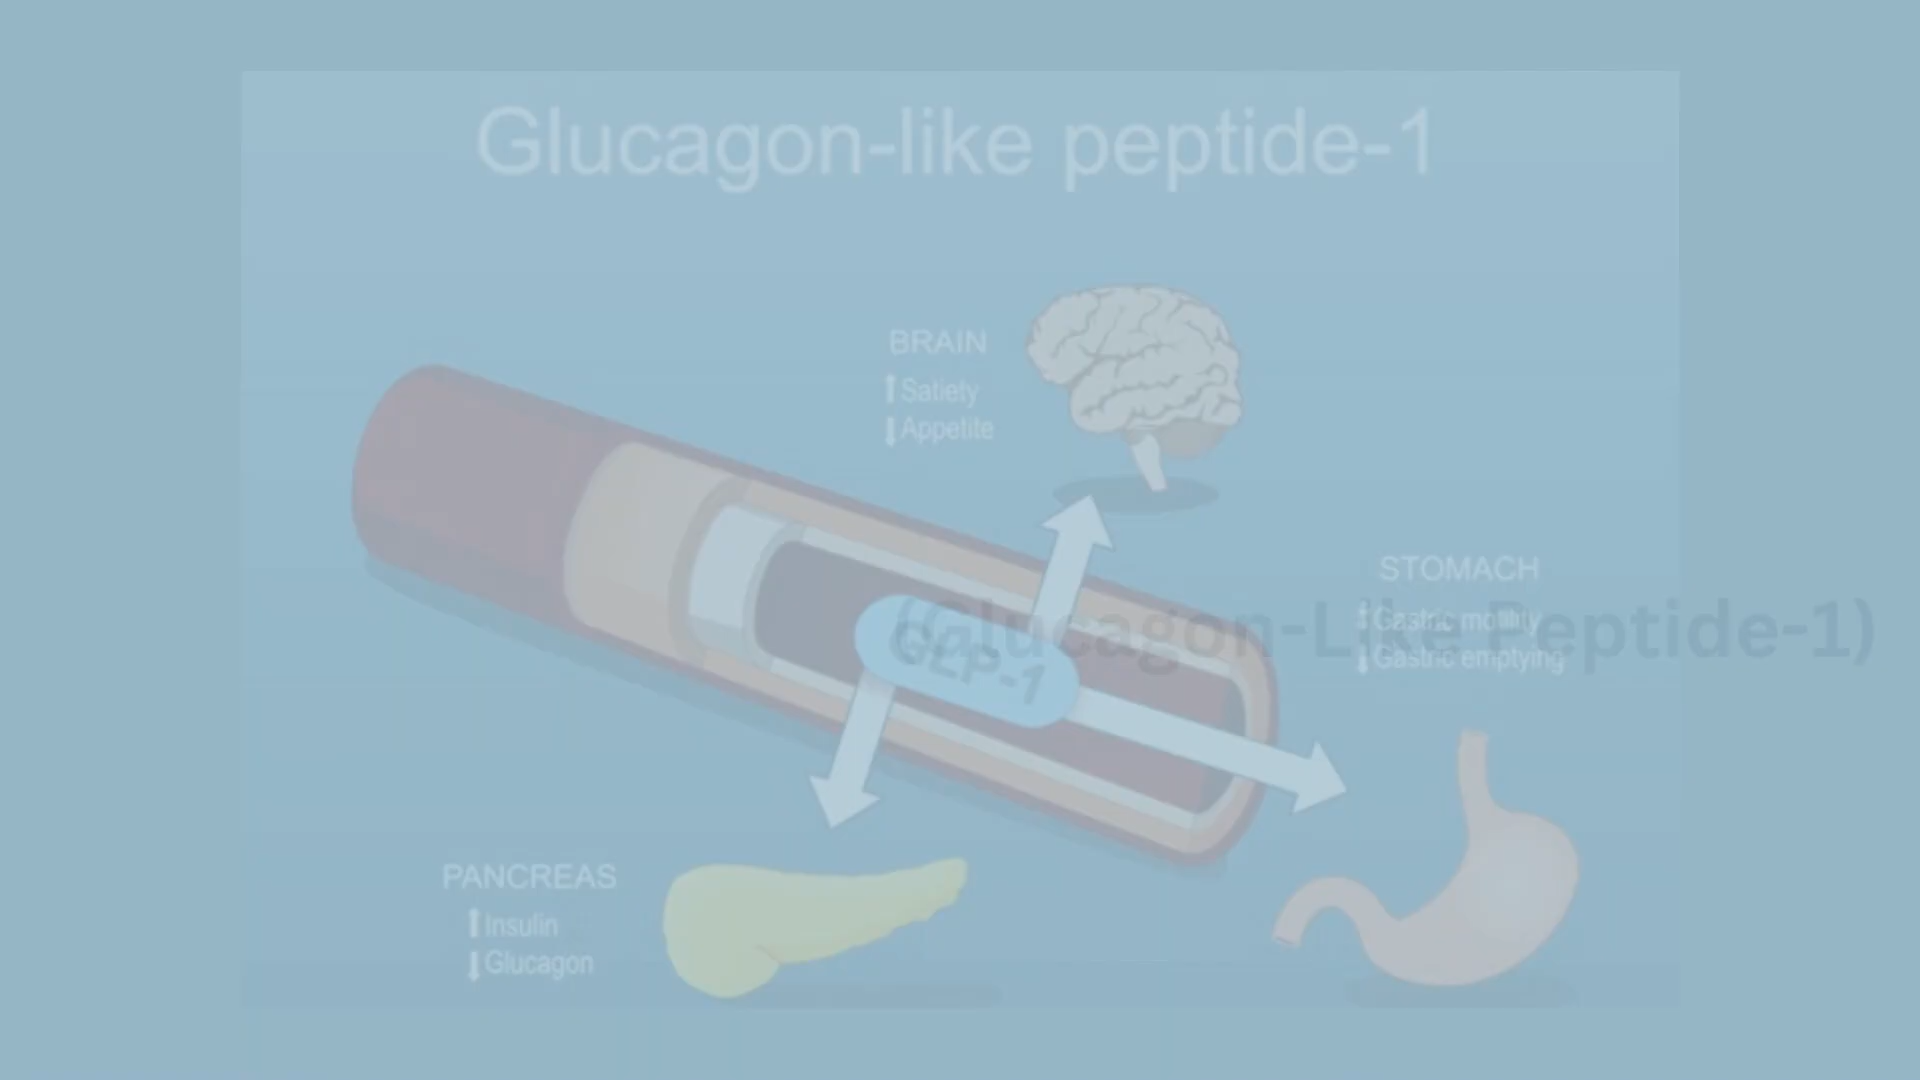 Glucagon-like peptide-1
BRAIN
Satiety
Appetite
STOMACH
Gastric motility
Gastric emptying
(Glucagon-Like Peptide-1)
GLP-1
PANCREAS
Insulin
Glucagon